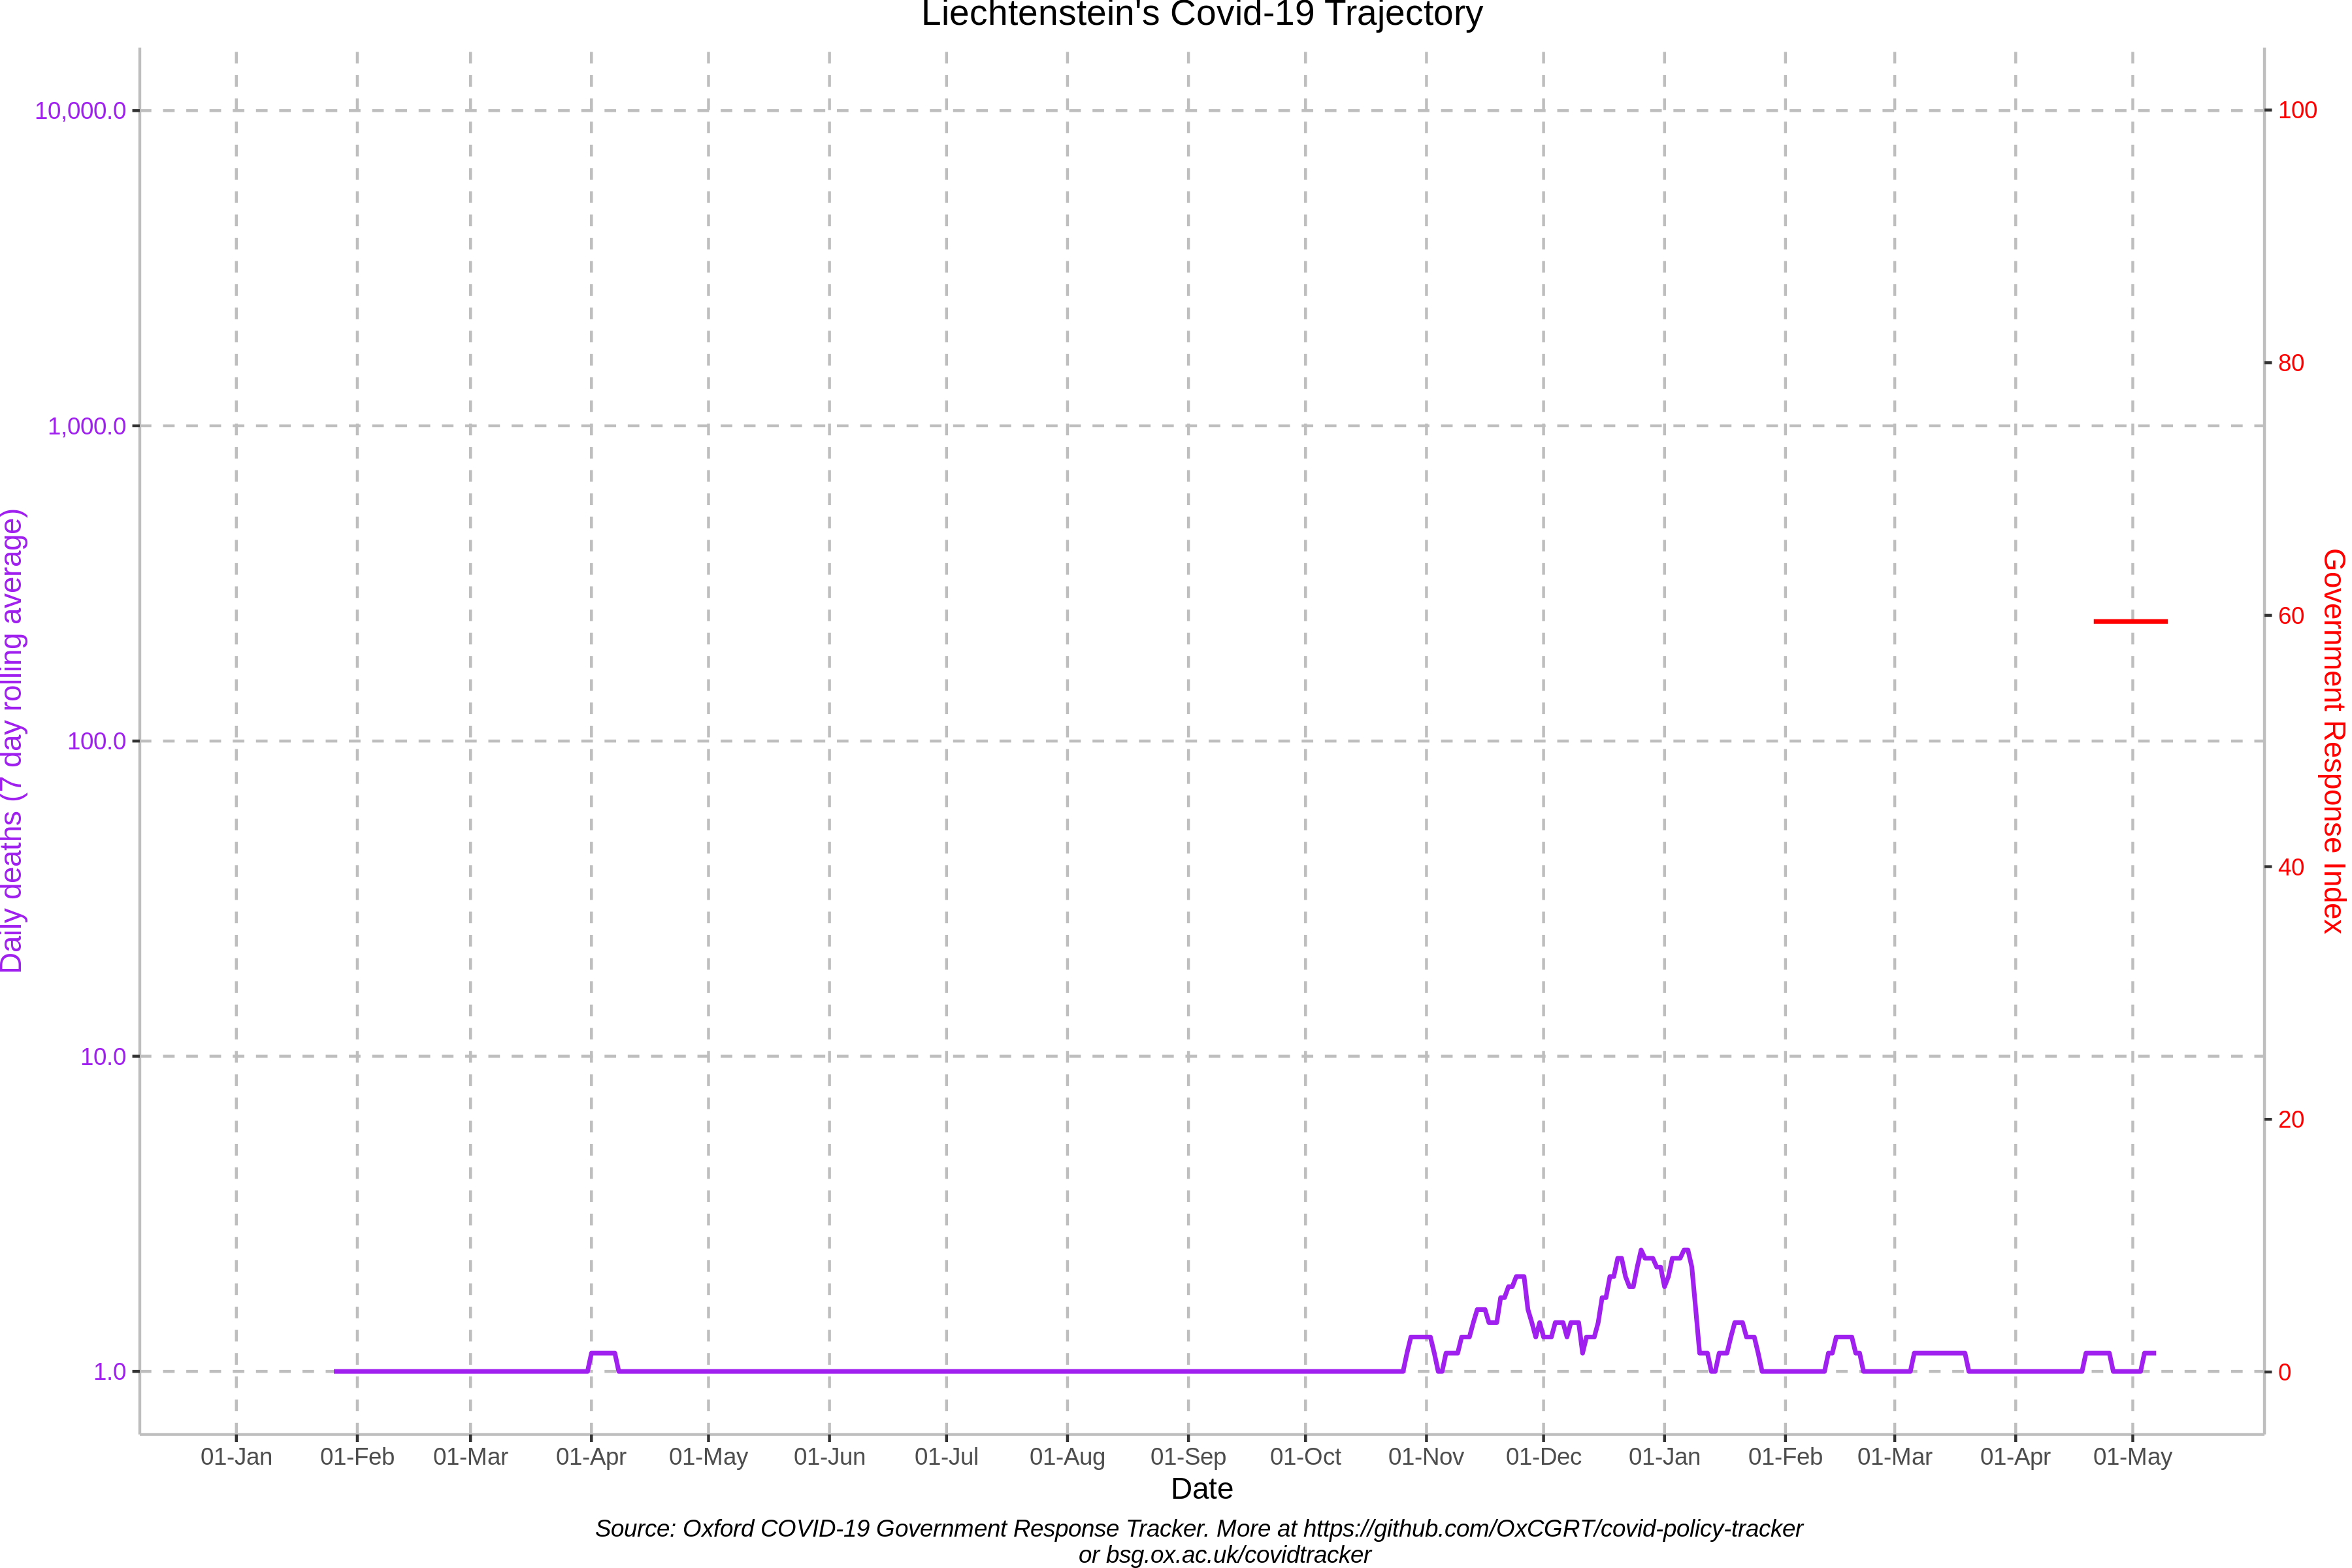 Liechtenstein's Covid-19 Trajectory
10,000.0
1,000.0
100.0
10.0
1.0
Daily deaths (7 day rolling average)
100
80
60
40
20
0
Government Response Index
01-Jan 01-Feb 01-Mar 01-Apr 01-May 01-Jun 01-Jul 01-Aug 01-Sep 01-Oct 01-Nov 01-Dec 01-Jan 01-Feb 01-Mar 01-Apr 01-May
Date
Source: Oxford COVID-19 Government Response Tracker. More at https://github.com/OxCGRT/covid-policy-tracker
or bsg.ox.ac.uk/covidtracker